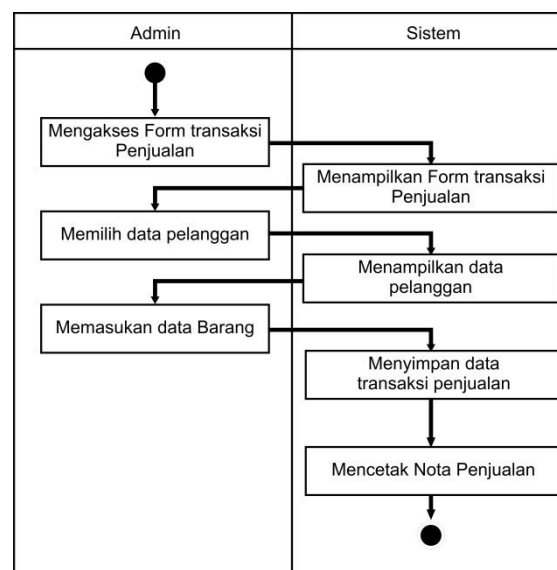 Admin
Sistem
Mengakses Form transaksi
Penjualan
Menampilkan Form transaksi
Penjualan
Memilih data pelanggan
Menampilkan data
pelanggan
Memasukan data Barang
Menyimpan data
transaksi penjualan
Mencetak Nota Penjualan